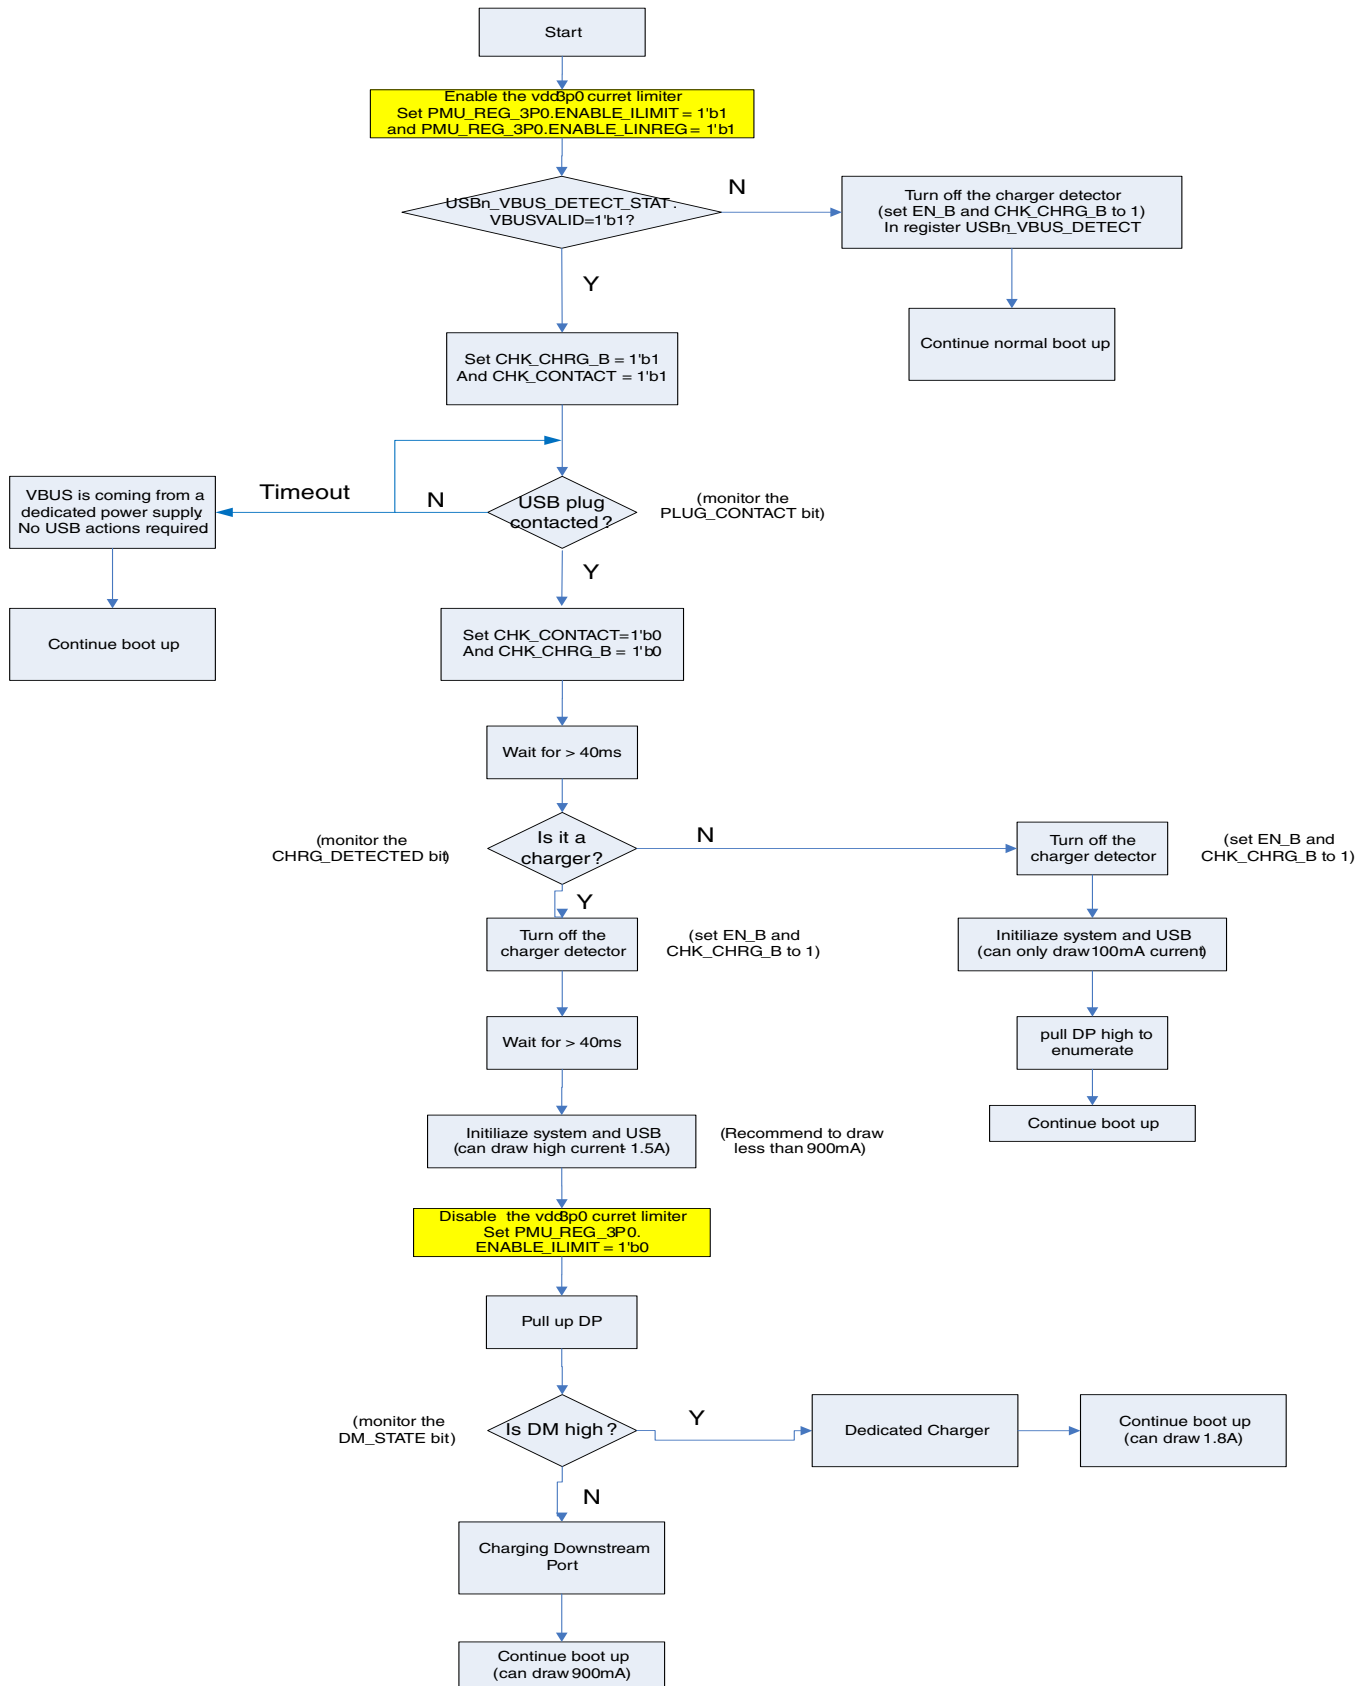 Start
Enable the vdd3p0 curret limiter
Set PMU_REG_3P0.ENABLE_ILIMIT = 1'b1
and PMU_REG_3P0.ENABLE_LINREG = 1'b1
USBn_VBUS_DETECT_STAT.
VBUSVALID=1'b1?
N
Turn off the charger detector
(set EN_B and CHK_CHRG_B to 1)
In register USBn_VBUS_DETECT
Y
Continue normal boot up
Set CHK_CHRG_B = 1'b1
And CHK_CONTACT = 1'b1
VBUS is coming from a
dedicated power supply.
No USB actions required
Timeout
N
USB plug
contacted?
(monitor the
PLUG_CONTACT bit)
Y
Continue boot up
Set CHK_CONTACT=1'b0
And CHK_CHRG_B = 1'b0
Wait for > 40ms
(monitor the
CHRG_DETECTED bit)
Is it a
charger?
N
Turn off the
charger detector
(set EN_B and
CHK_CHRG_B to 1)
Y
Turn off the
charger detector
(set EN_B and
CHK_CHRG_B to 1)
Initiliaze system and USB
(can only draw 100mA current)
Wait for > 40ms
pull DP high to
enumerate
Initiliaze system and USB
(can draw high current- 1.5A)
(Recommend to draw
less than 900mA)
Continue boot up
Disable the vdd3p0 curret limiter
Set PMU_REG_3P0.
ENABLE_ILIMIT = 1'b0
Pull up DP
(monitor the
DM_STATE bit)
Is DM high?
Y
Dedicated Charger
Continue boot up
(can draw 1.8A)
N
Charging Downstream
Port
Continue boot up
(can draw 900mA)